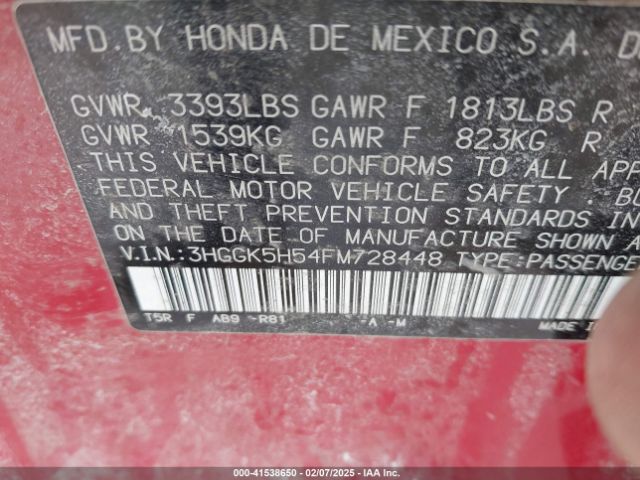 MFD.BY HONDA DE MEXICO S.A. D
GVWR 3393LBS GAWR F 1813LBS R
GVWR 1539KG GAWR F 823KG R
THIS VEHICLE CONFORMS TO ALL APP
FEDERAL MOTOR VEHICLE SAFETY, B
AND THEFT PREVENTION STANDARDS IN
ON THE DATE OF MANUFACTURE SHOWN A
V.I.N.:3HGGK5H54FM728448 TYPE:PASSENGE
T5R F AB9 -R81 -A -M MADE I
000-41538650 | 02/07/2025 | IAA Inc.